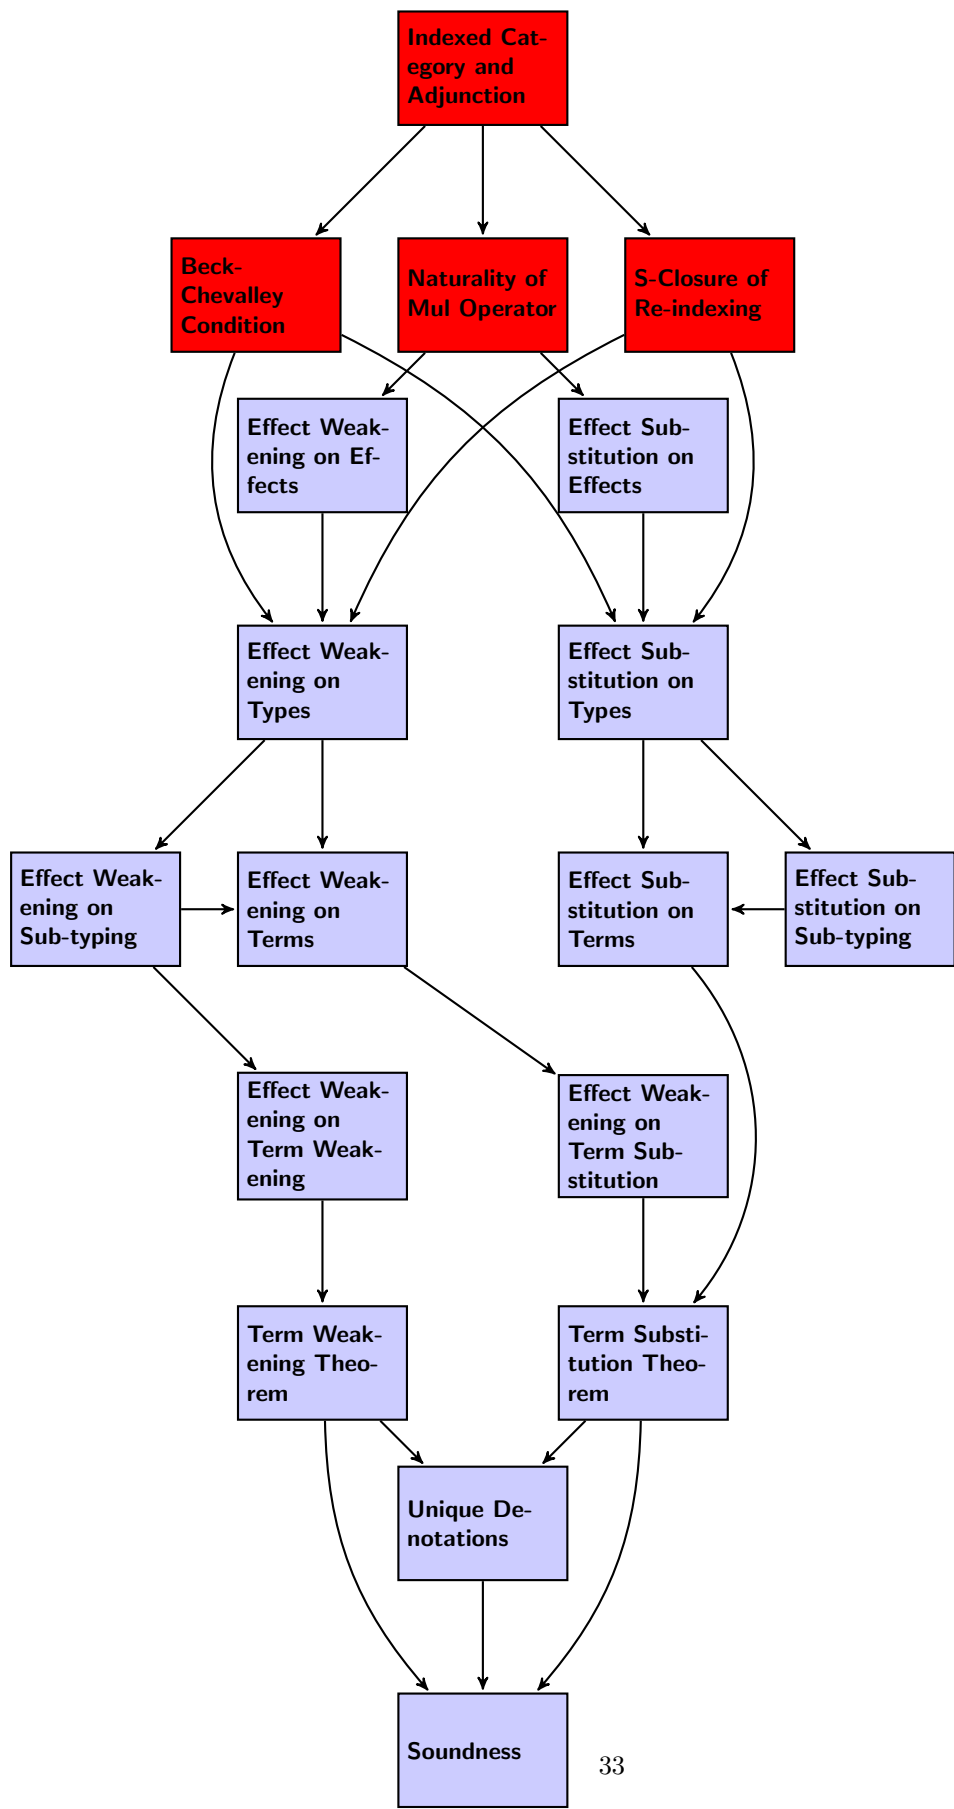 Indexed Cat-
egory and
Adjunction
Beck-
Chevalley
Condition
Naturality of
Mul Operator
S-Closure of
Re-indexing
Effect Weak-
ening on Ef-
fects
Effect Sub-
stitution on
Effects
Effect Weak-
ening on
Types
Effect Sub-
stitution on
Types
Effect Weak-
ening on
Sub-typing
Effect Weak-
ening on
Terms
Effect Sub-
stitution on
Terms
Effect Sub-
stitution on
Sub-typing
Effect Weak-
ening on
Term Weak-
ening
Effect Weak-
ening on
Term Sub-
stitution
Term Weak-
ening Theo-
rem
Term Substi-
tution Theo-
rem
Unique De-
notations
Soundness
33